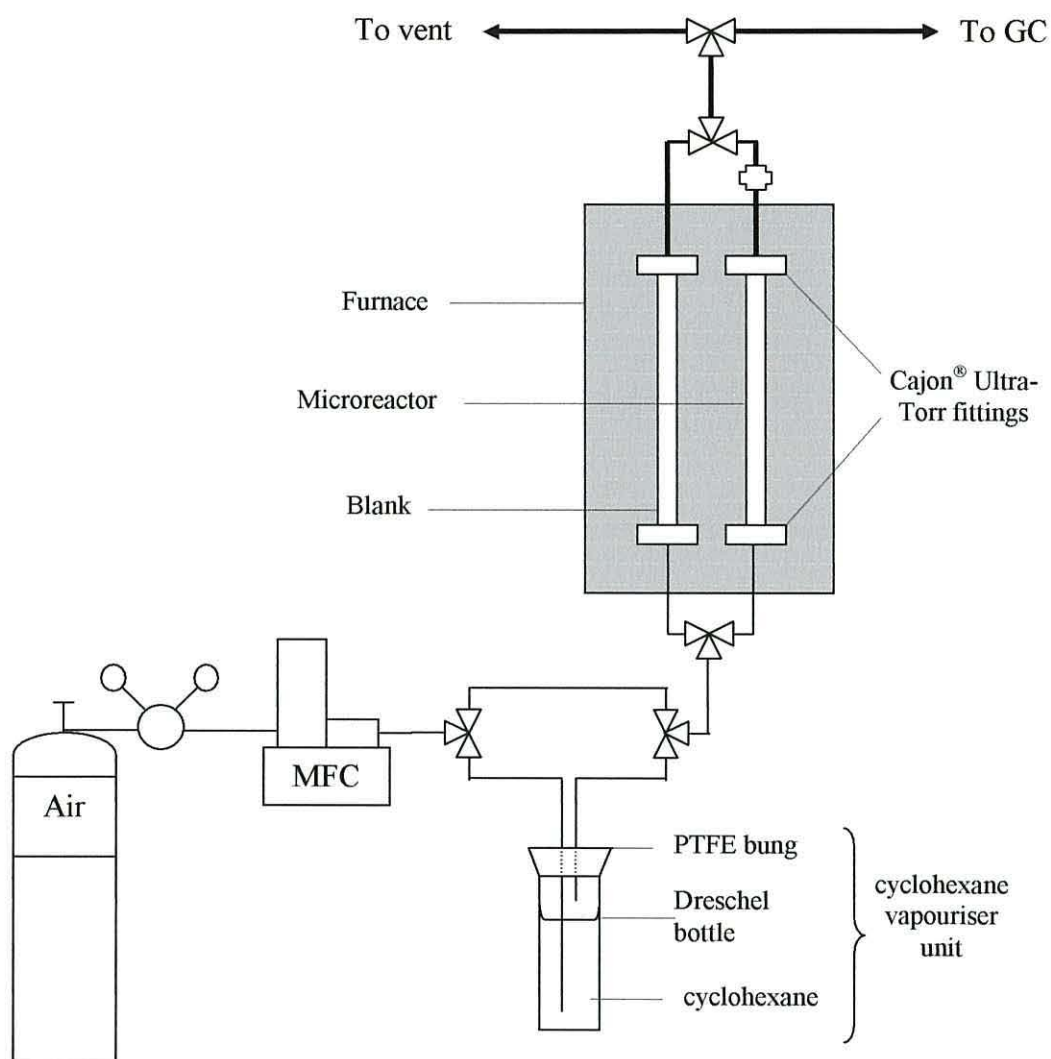 To vent
To GC
Furnace
Microreactor
Blank
Cajon® Ultra-
Torr fittings
MFC
Air
PTFE bung
Dreschel
bottle
cyclohexane
cyclohexane
vapouriser
unit